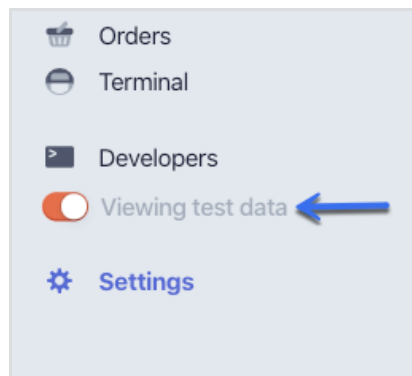 Orders
Terminal
Developers
Viewing test data
Settings